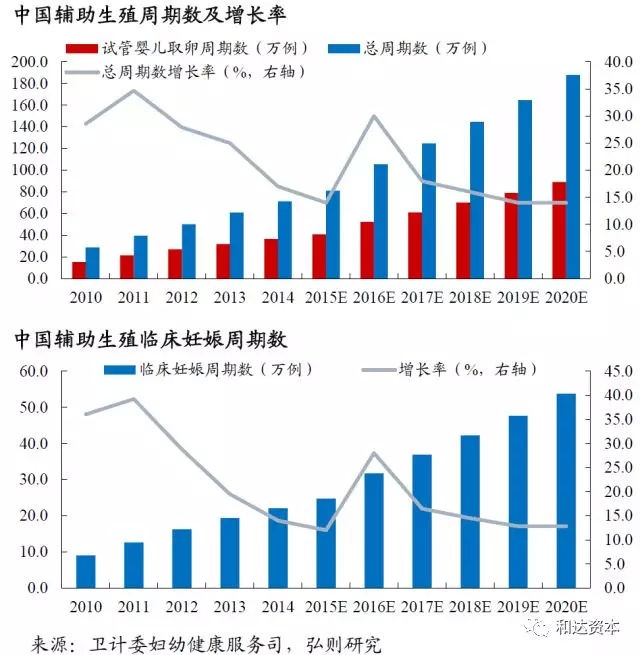 中国辅助生殖周期数及增长率
试管婴儿取卵周期数（万例） 总周期数（万例）
总周期数增长率（%，右轴）
200.0 40.0
180.0 35.0
160.0 30.0
140.0 25.0
120.0
100.0 20.0
80.0 15.0
60.0 10.0
40.0
20.0 5.0
0.0 0.0
2010 2011 2012 2013 2014 2015E 2016E 2017E 2018E 2019E 2020E
中国辅助生殖临床妊娠周期数
临床妊娠周期数（万例） 增长率（%，右轴）
60.0 45.0
50.0 40.0
40.0 35.0
30.0 30.0
20.0 25.0
10.0 20.0
0.0 15.0
10.0
5.0
0.0
2010 2011 2012 2013 2014 2015E 2016E 2017E 2018E 2019E 2020E
和达资本
来源：卫计委妇幼健康服务司，弘则研究